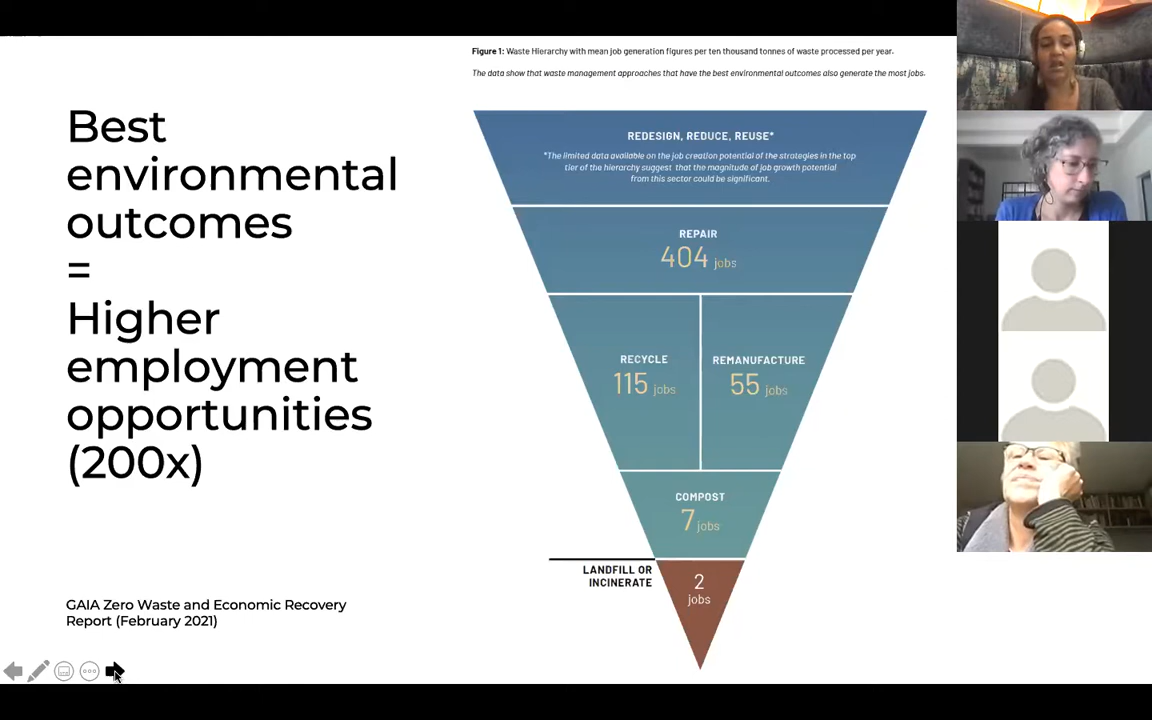 Figure 1: Waste Hierarchy with mean job generation figures per ten thousand tonnes of waste processed per year.
The data show that waste management approaches that have the best environmental outcomes also generate the most jobs.
Best
environmental
outcomes
=
Higher
employment
opportunities
(200x)
REDESIGN, REDUCE, REUSE*
*The limited data available on the job creation potential of the strategies in the top
tier of the hierarchy suggest that the magnitude of job growth potential
from this sector could be significant.
REPAIR
404 jobs
RECYCLE
115 jobs
REMANUFACTURE
55 jobs
COMPOST
7 jobs
LANDFILL OR
INCINERATE
2
jobs
GAIA Zero Waste and Economic Recovery
Report (February 2021)